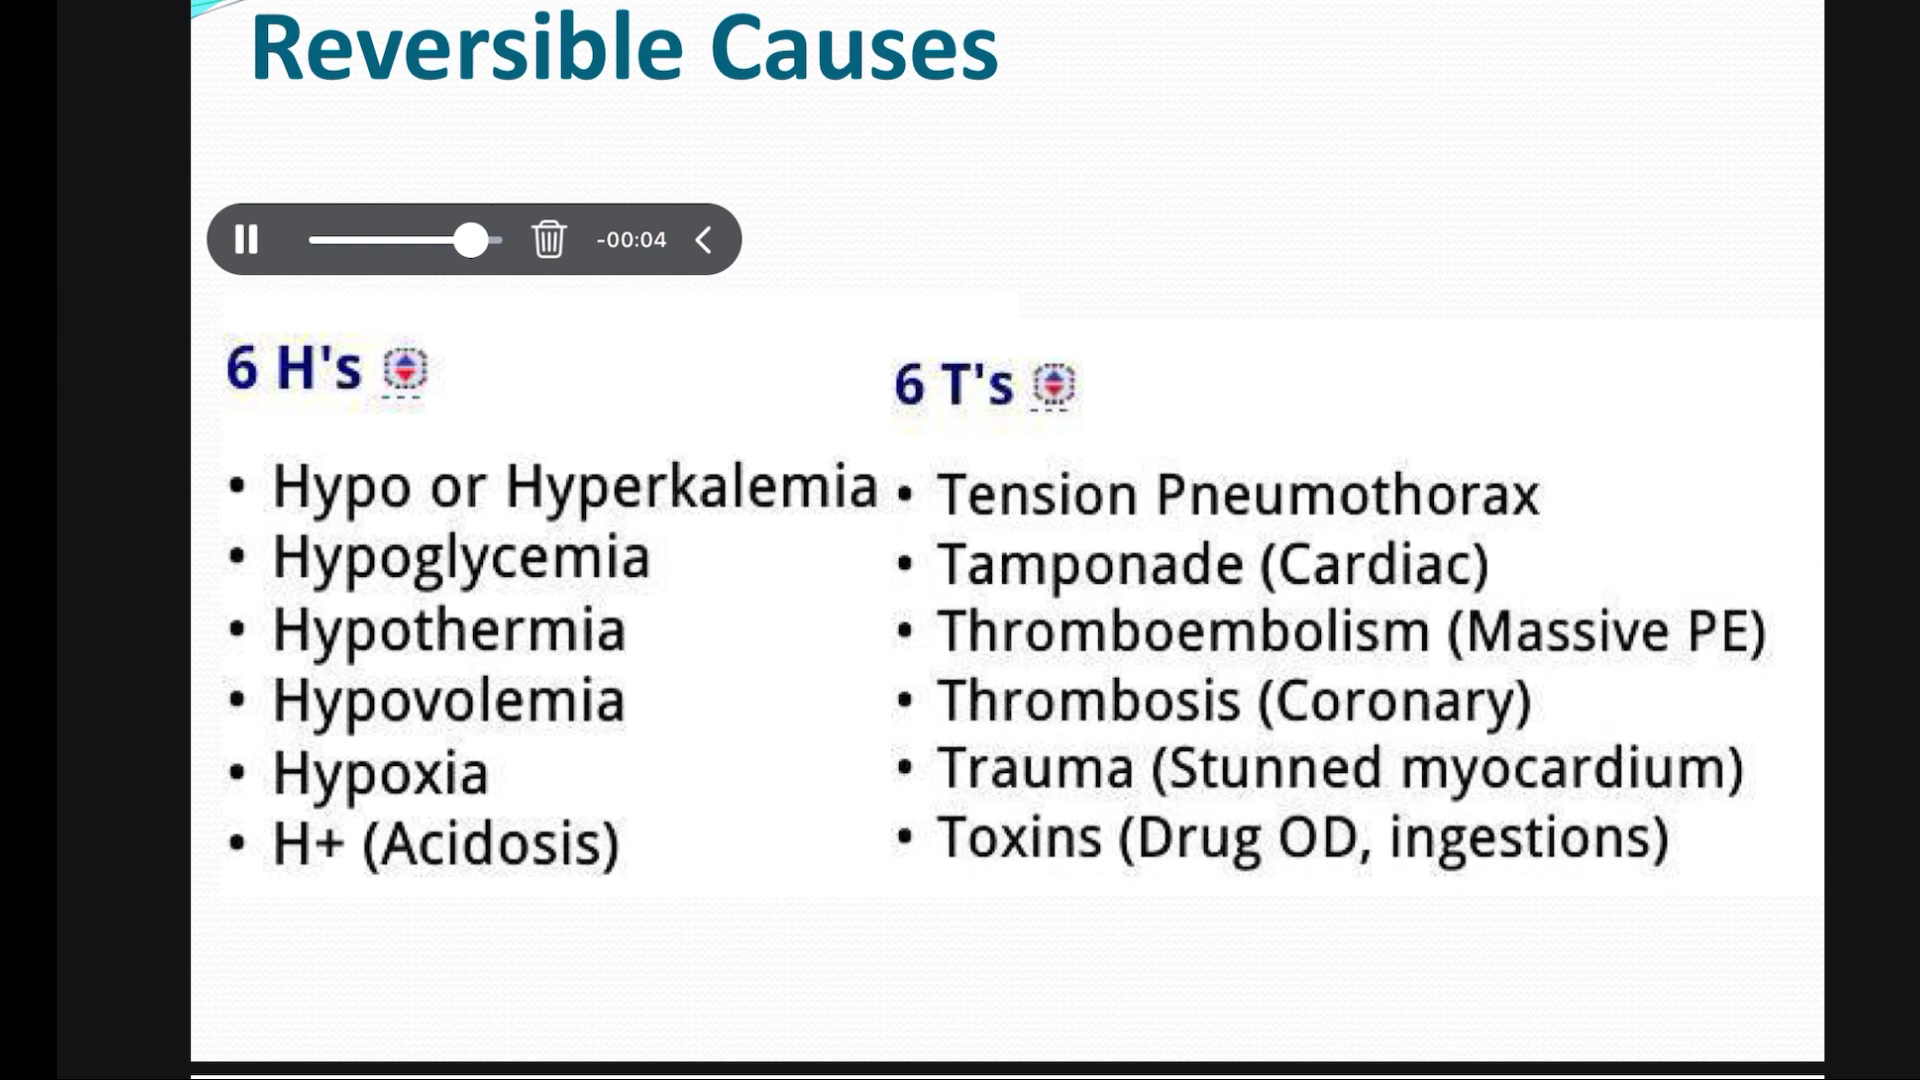 Reversible Causes
-00:04
6 H's
• Hypo or Hyperkalemia
• Hypoglycemia
• Hypothermia
• Hypovolemia
• Hypoxia
• H+ (Acidosis)
6 T's
• Tension Pneumothorax
• Tamponade (Cardiac)
• Thromboembolism (Massive PE)
• Thrombosis (Coronary)
• Trauma (Stunned myocardium)
• Toxins (Drug OD, ingestions)